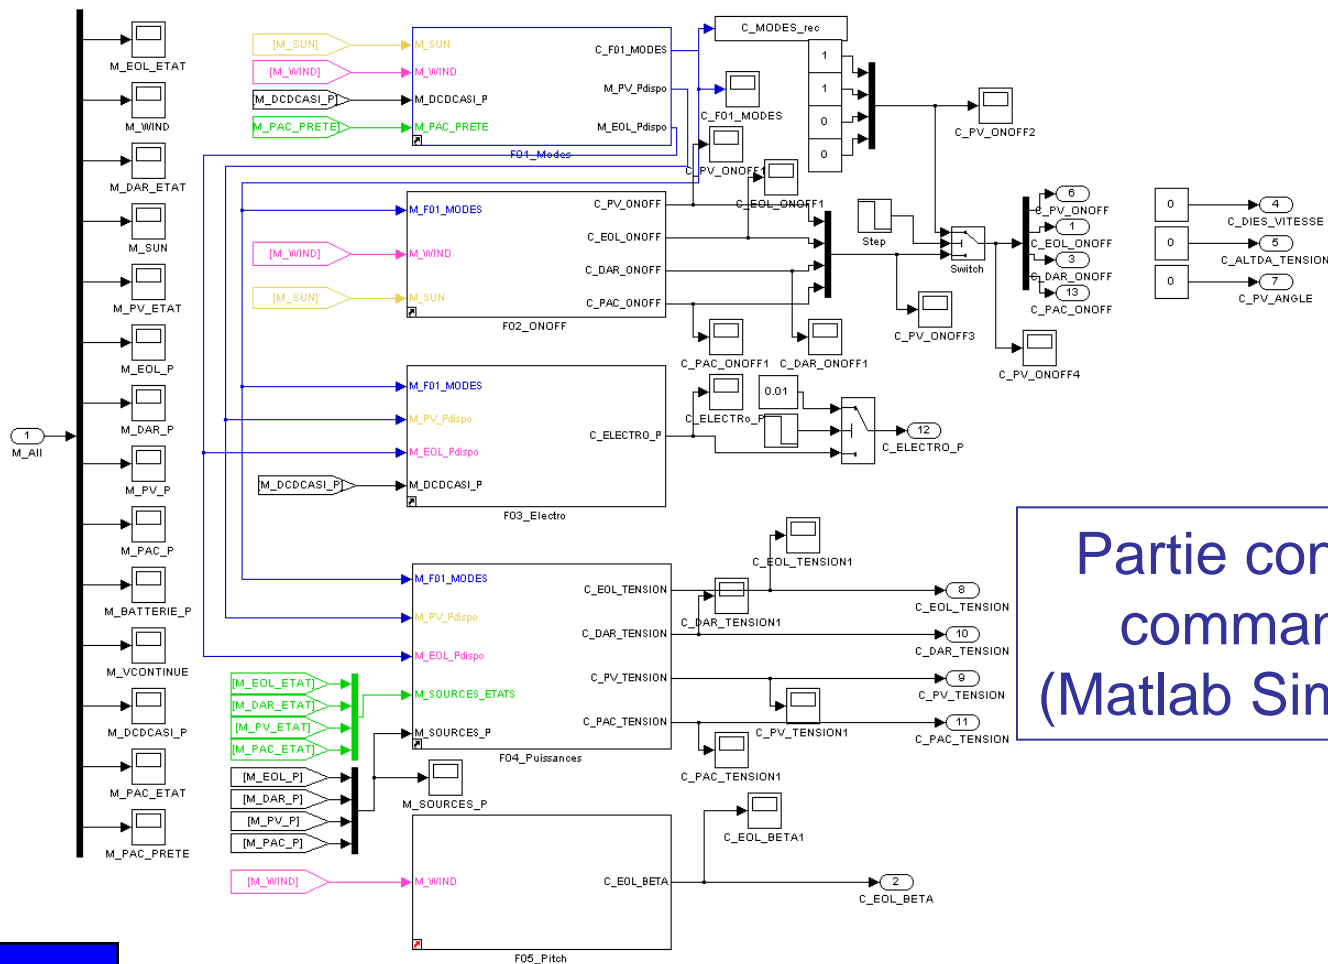 1
M_All
M_EOL_ETAT
M_WIND
M_DAR_ETAT
M_SUN
M_PV_ETAT
M_EOL_P
M_DAR_P
M_PV_P
M_PAC_P
M_BATTERIE_P
M_VCONTINUE
M_DCDCASI_P
M_PAC_ETAT
M_PAC_PRETE
[M_SUN]
[M_WIND]
[M_DCDCASI_P]
[M_PAC_PRETE]
M_SUN
M_WIND
M_DCDCASI_P
M_PAC_PRETE
C_F01_MODES
M_PV_Pdispo
M_EOL_Pdispo
F01_Modes
C_MODES_rec
C_F01_MODES
1
1
0
0
C_PV_ONOFF2
C_PV_ONOFF1
C_EOL_ONOFF1
[M_WIND]
[M_SUN]
M_F01_MODES
M_WIND
M_SUN
C_PV_ONOFF
C_EOL_ONOFF
C_DAR_ONOFF
C_PAC_ONOFF
F02_ONOFF
C_PAC_ONOFF1
C_DAR_ONOFF1
Step
Switch
C_PV_ONOFF3
C_PV_ONOFF4
6
C_PV_ONOFF
1
C_EOL_ONOFF
3
C_DAR_ONOFF
13
C_PAC_ONOFF
0
4
C_DIES_VITESSE
0
5
C_ALTDA_TENSION
0
7
C_PV_ANGLE
[M_DCDCASI_P]
M_F01_MODES
M_PV_Pdispo
M_EOL_Pdispo
M_DCDCASI_P
C_ELECTRO_P
F03_Electro
C_ELECTRo_P
0.01
12
C_ELECTRO_P
[M_EOL_ETAT]
[M_DAR_ETAT]
[M_PV_ETAT]
[M_PAC_ETAT]
[M_EOL_P]
[M_DAR_P]
[M_PV_P]
[M_PAC_P]
M_F01_MODES
M_PV_Pdispo
M_EOL_Pdispo
M_SOURCES_ETATS
M_SOURCES_P
C_EOL_TENSION
C_DAR_TENSION
C_PV_TENSION
C_PAC_TENSION
F04_Puissances
M_SOURCES_P
C_EOL_TENSION1
C_DAR_TENSION1
C_PV_TENSION1
C_PAC_TENSION1
8
C_EOL_TENSION
10
C_DAR_TENSION
9
C_PV_TENSION
11
C_PAC_TENSION
[M_WIND]
M_WIND
C_EOL_BETA
F05_Pitch
C_EOL_BETA1
2
C_EOL_BETA
Partie
(Matlab